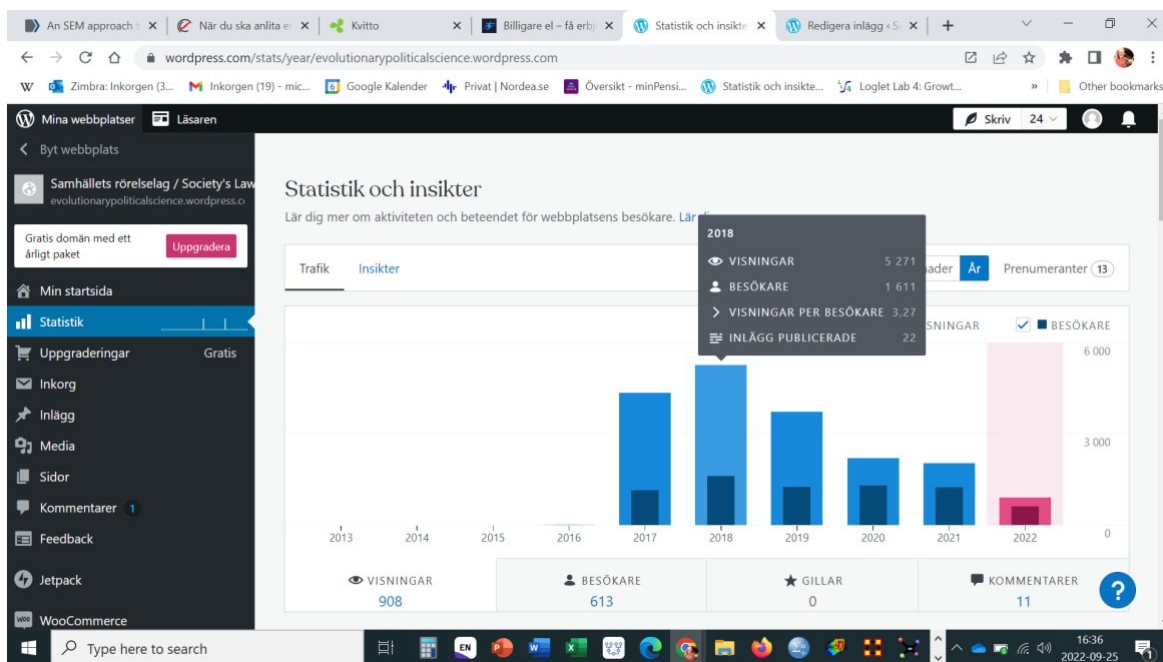 An SEM approach t
När du ska anlita er
Kvitto
Billigare el – få erbj
Statistik och insikte
Redigera inlägg ‹ Sa
wordpress.com/stats/year/evolutionarypoliticalscience.wordpress.com
W Zimbra: Inkorgen (3... Inkorgen (19) - mic... Google Kalender Privat | Nordea.se Översikt - minPensi... Statistik och insikte... Loglet Lab 4: Growt... » Other bookmarks
Mina webbplatser Läsaren Skriv 24
Byt webbplats
Samhällets rörelselag / Society's Law
evolutionarypoliticalscience.wordpress.co
Gratis domän med ett
årligt paket
Uppgradera
Min startsida
Statistik
Uppgraderingar Gratis
Inkorg
Inlägg
Media
Sidor
Kommentarer 1
Feedback
Jetpack
WooCommerce
Statistik och insikter
Lär dig mer om aktiviteten och beteendet för webbplatsens besökare.
Trafik Insikter
År Prenumeranter 13
2018
VISNINGAR 5 271
BESÖKARE 1 611
VISNINGAR PER BESÖKARE 3,27
INLÄGG PUBLICERADE 22
BESÖKARE
6 000
3 000
0
2013 2014 2015 2016 2017 2018 2019 2020 2021 2022
VISNINGAR BESÖKARE GILLAR KOMMENTARER
908 613 0 11
?
Type here to search
EN
16:36
2022-09-25
1